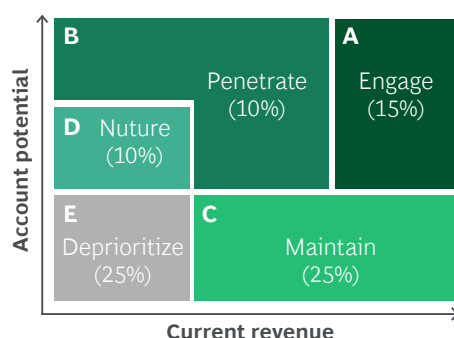 B
A
Penetrate
(10%)
Engage
(15%)
D
Nuture
(10%)
E
Deprioritize
(25%)
C
Maintain
(25%)
Account potential
Current revenue